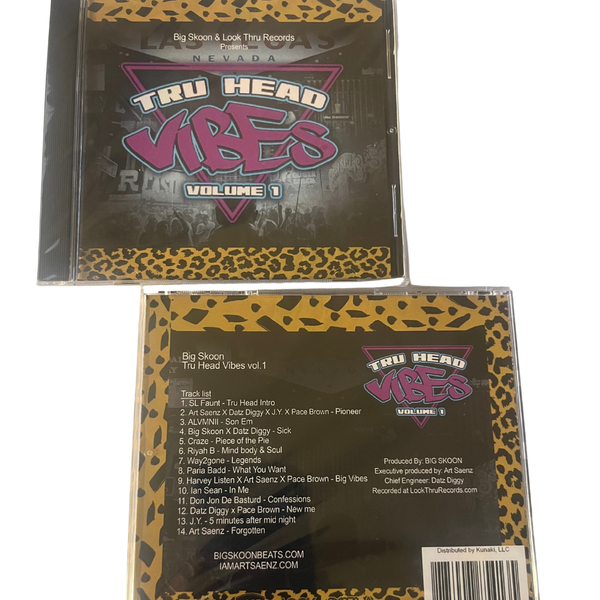 Big Skoon & Look Thru Records
Presents
LAS VEGAS
NEVADA
TRU HEAD
VIBES
VOLUME 1
Big Skoon
Tru Head Vibes vol.1
Track list
1. SL Faunt - Tru Head Intro
2. Art Saenz X Datz Diggy X J.Y. X Pace Brown - Pioneer
3. ALVMNII - Son Em
4. Big Skoon X Datz Diggy - Sick
5. Craze - Piece of the Pie
6. Riyah B - Mind body & Soul
7. Way2gone - Legends
8. Paria Badd - What You Want
9. Harvey Listen X Art Saenz X Pace Brown - Big Vibes
10. Ian Sean - In Me
11. Don Jon De Basturd - Confessions
12. Datz Diggy x Pace Brown - New me
13. J.Y. - 5 minutes after mid night
14. Art Saenz - Forgotten
BIGSKOONBEATS.COM
IAMARTSAENZ.COM
TRU HEAD
VIBES
VOLUME 1
Produced By: BIG SKOON
Executive produced by: Art Saenz
Chief Engineer: Datz Diggy
Recorded at LookThruRecords.com
Distributed by Kunaki, LLC